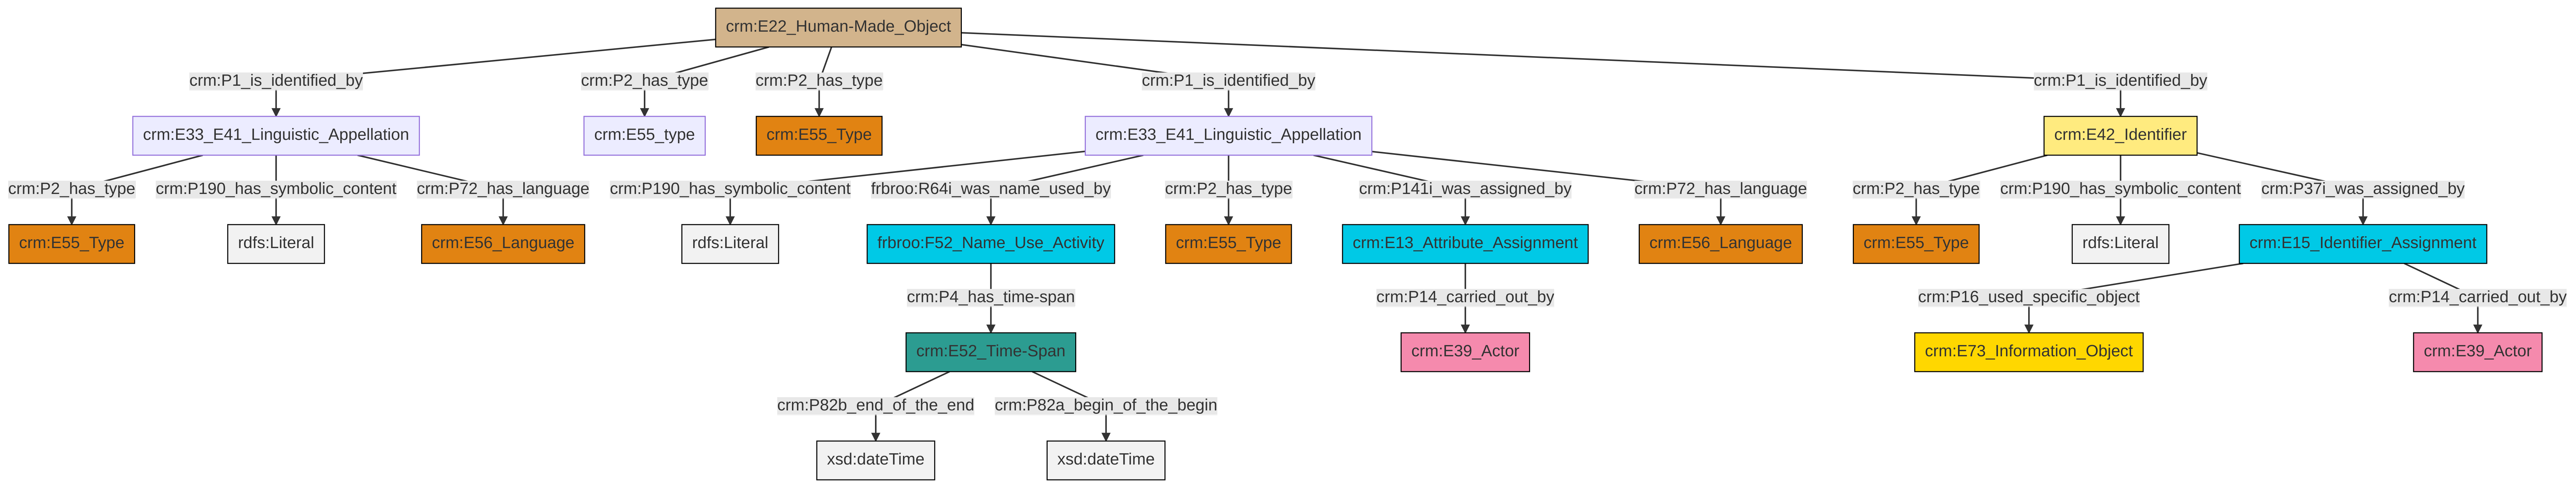 crm:E22_Human-Made_Object
crm:P1_is_identified_by
crm:P2_has_type
crm:P2_has_type
crm:P1_is_identified_by
crm:P1_is_identified_by
crm:E33_E41_Linguistic_Appellation
crm:E55_type
crm:E55_Type
crm:E33_E41_Linguistic_Appellation
crm:E42_Identifier
crm:P2_has_type
crm:P190_has_symbolic_content
crm:P72_has_language
crm:P190_has_symbolic_content
frbroo:R64i_was_name_used_by
crm:P2_has_type
crm:P141i_was_assigned_by
crm:P72_has_language
crm:P2_has_type
crm:P190_has_symbolic_content
crm:P37i_was_assigned_by
crm:E55_Type
rdfs:Literal
crm:E56_Language
rdfs:Literal
frbroo:F52_Name_Use_Activity
crm:E55_Type
crm:E13_Attribute_Assignment
crm:E56_Language
crm:E55_Type
rdfs:Literal
crm:E15_Identifier_Assignment
crm:P4_has_time-span
crm:P14_carried_out_by
crm:P16_used_specific_object
crm:P14_carried_out_by
crm:E52_Time-Span
crm:E39_Actor
crm:E73_Information_Object
crm:E39_Actor
crm:P82b_end_of_the_end
crm:P82a_begin_of_the_begin
xsd:dateTime
xsd:dateTime